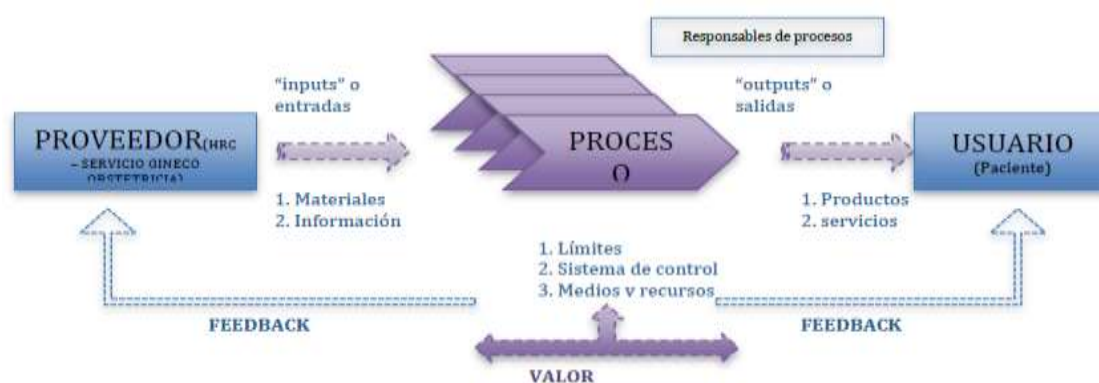 Responsables de procesos
"inputs" o
entradas
"outputs" o
salidas
PROVEEDOR(HRC
– SERVICIO GINECO
OBSTETRICIA)
PROCES
O
USUARIO
(Paciente)
1. Materiales
2. Información
1. Productos
2. servicios
1. Límites
2. Sistema de control
3. Medios y recursos
FEEDBACK
FEEDBACK
VALOR